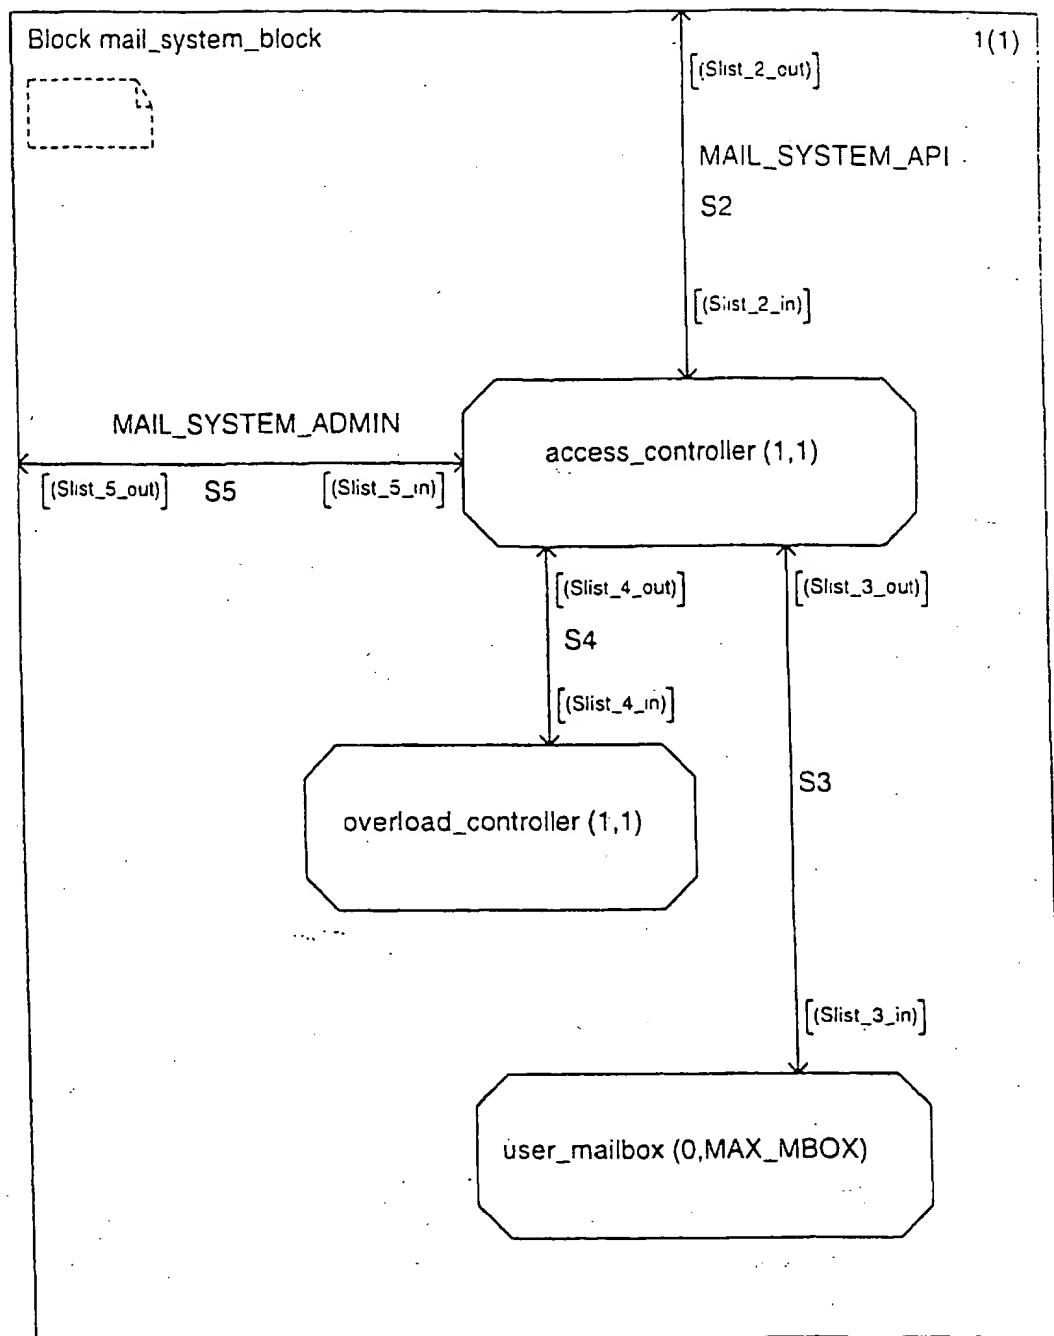 Block mail_system_block
1(1)
[(Slist_2_out)]
MAIL_SYSTEM_API
S2
[(Slist_2_in)]
MAIL_SYSTEM_ADMIN
access_controller (1,1)
[(Slist_5_out)]
S5
[(Slist_5_in)]
[(Slist_4_out)]
[(Slist_3_out)]
S4
[(Slist_4_in)]
S3
overload_controller (1,1)
[(Slist_3_in)]
user_mailbox (0,MAX_MBOX)